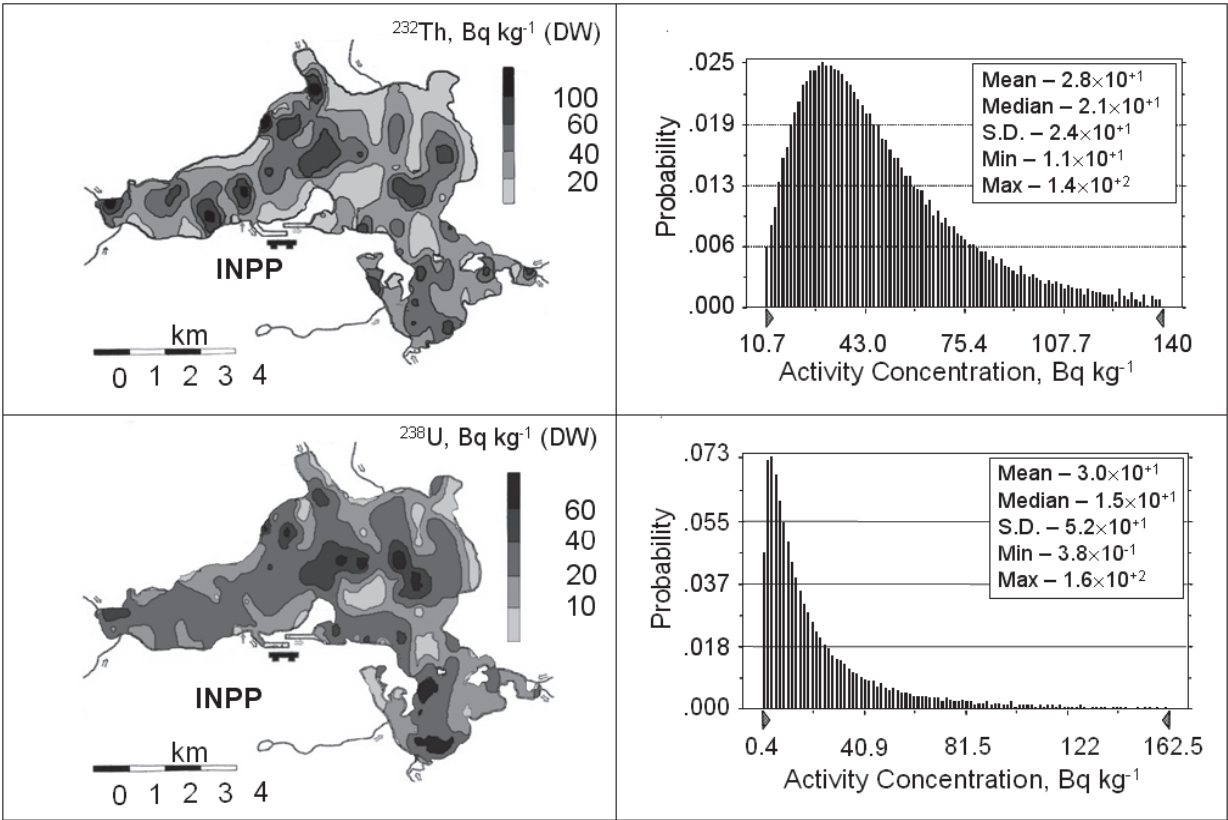 ²³²Th, Bq kg⁻¹ (DW)
100
60
40
20
INPP
km
0 1 2 3 4
Probability
.025
.019
.013
.006
.000
Mean – 2.8×10⁺¹
Median – 2.1×10⁺¹
S.D. – 2.4×10⁺¹
Min – 1.1×10⁺¹
Max – 1.4×10⁺²
10.7 43.0 75.4 107.7 140
Activity Concentration, Bq kg⁻¹
²³⁸U, Bq kg⁻¹ (DW)
60
40
20
10
INPP
km
0 1 2 3 4
Probability
.073
.055
.037
.018
.000
Mean – 3.0×10⁺¹
Median – 1.5×10⁺¹
S.D. – 5.2×10⁺¹
Min – 3.8×10⁻¹
Max – 1.6×10⁺²
0.4 40.9 81.5 122 162.5
Activity Concentration, Bq kg⁻¹